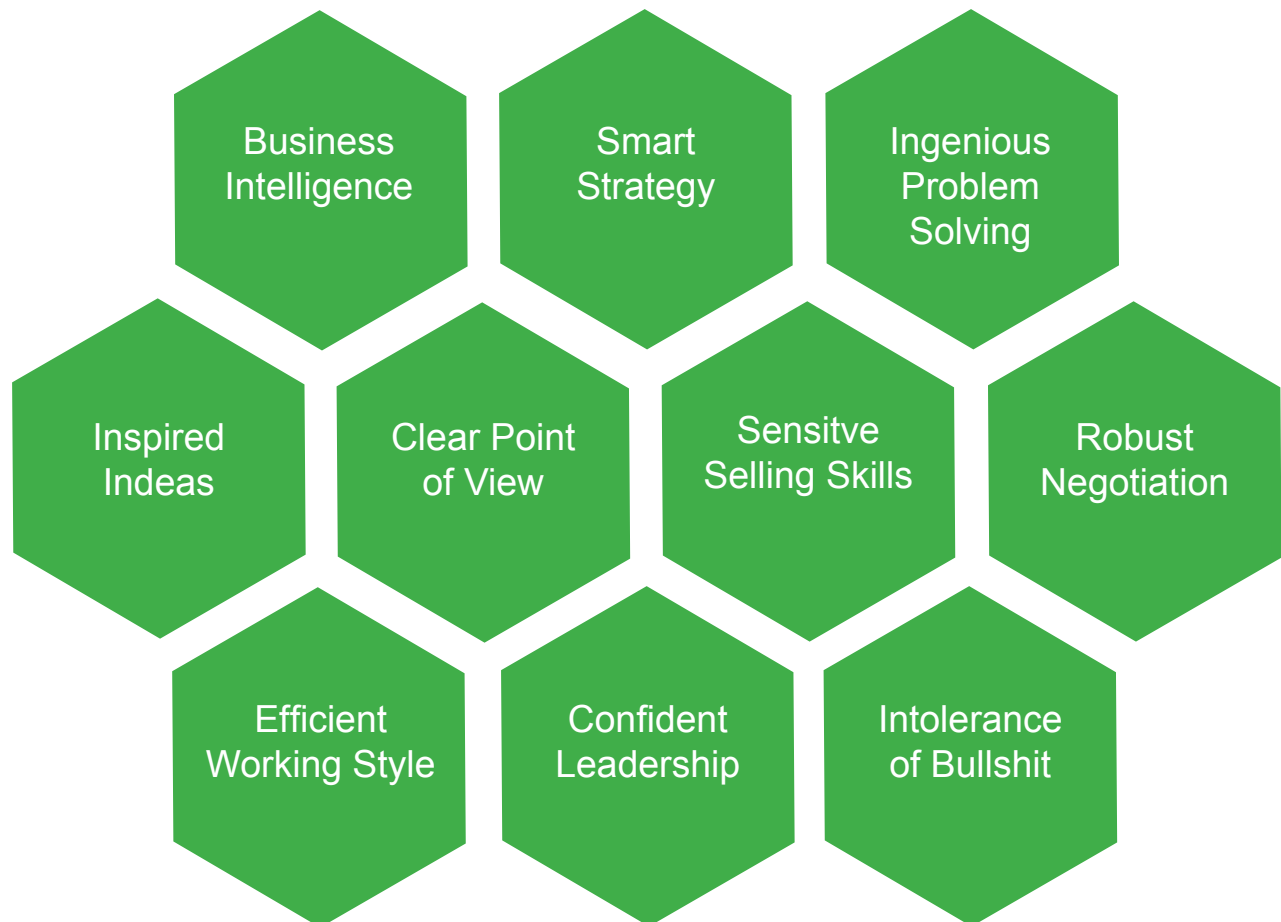 Business
Intelligence
Smart
Strategy
Ingenious
Problem
Solving
Inspired
Indeas
Clear Point
of View
Sensitve
Selling Skills
Robust
Negotiation
Efficient
Working Style
Confident
Leadership
Intolerance
of Bullshit